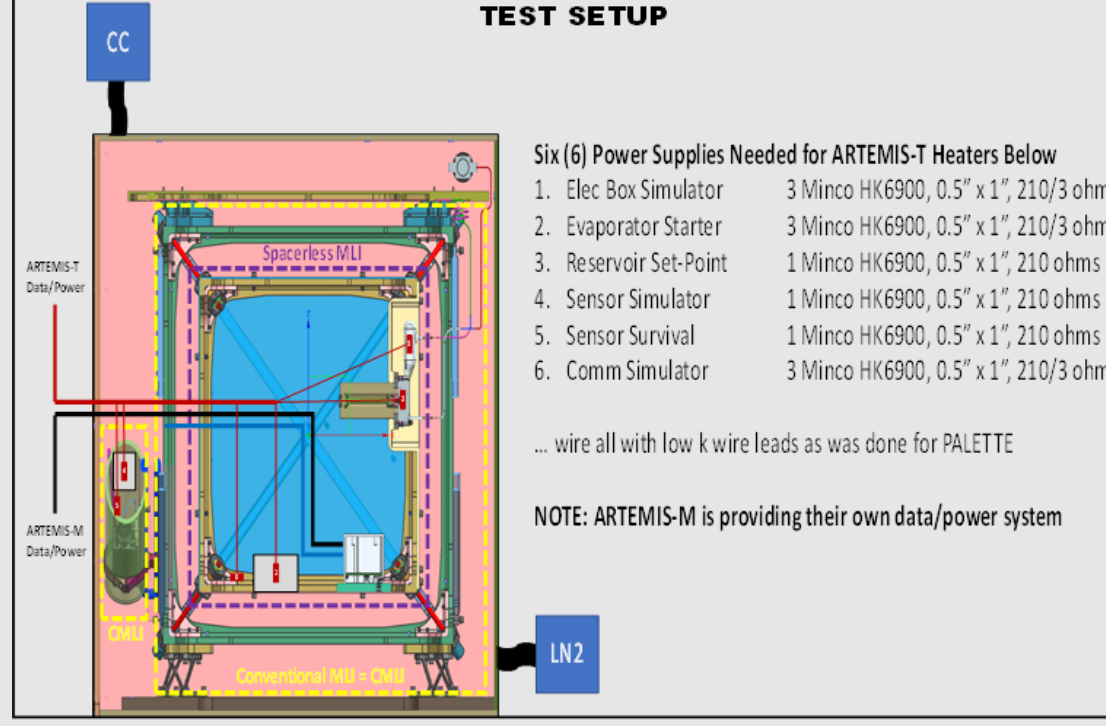 TEST SETUP
CC
Six (6) Power Supplies Needed for ARTEMIS-T Heaters Below
1. Elec Box Simulator 3 Minco HK6900, 0.5" x 1", 210/3 ohm
2. Evaporator Starter 3 Minco HK6900, 0.5" x 1", 210/3 ohm
3. Reservoir Set-Point 1 Minco HK6900, 0.5" x 1", 210 ohms
4. Sensor Simulator 1 Minco HK6900, 0.5" x 1", 210 ohms
5. Sensor Survival 1 Minco HK6900, 0.5" x 1", 210 ohms
6. Comm Simulator 3 Minco HK6900, 0.5" x 1", 210/3 ohm
... wire all with low k wire leads as was done for PALETTE
NOTE: ARTEMIS-M is providing their own data/power system
Spacerless MLI
ARTEMIS-T
Data/Power
Z
2
4
5
ARTEMIS-M
Data/Power
CMLI
Conventional MLI = CMLI
LN2